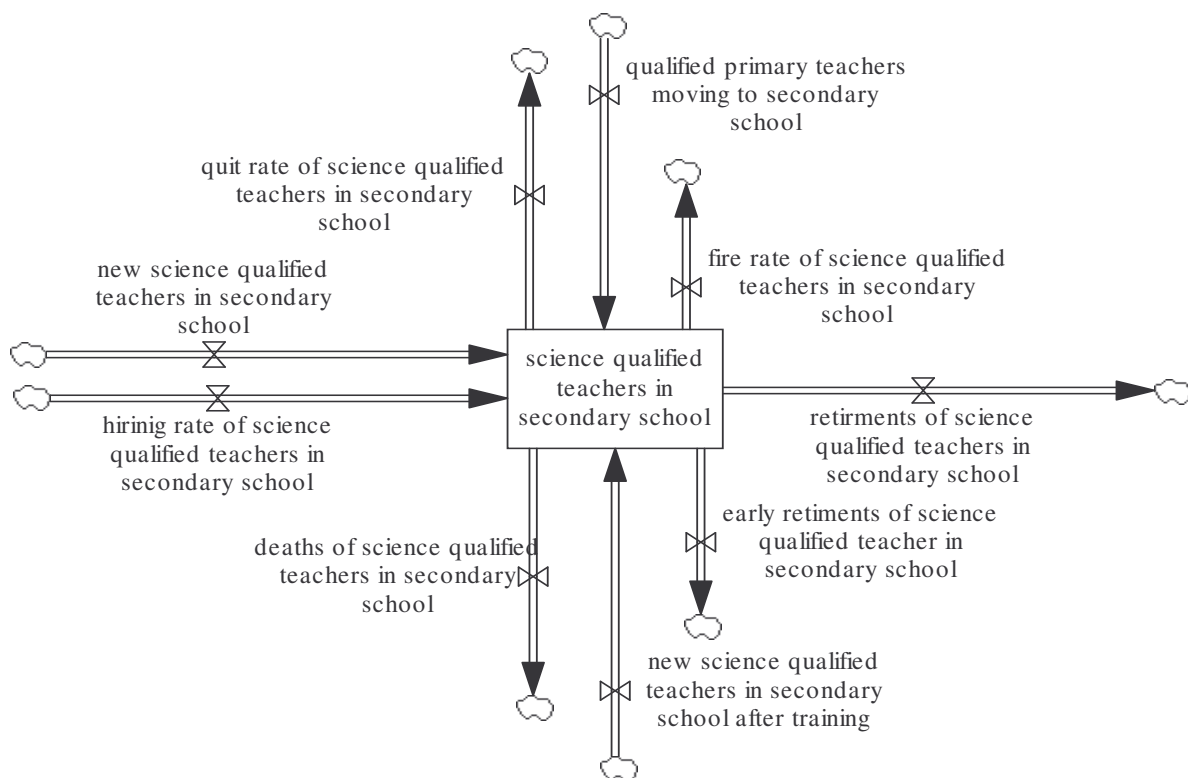 qualified primary teachers
moving to secondary
school
quit rate of science qualified
teachers in secondary
school
fire rate of science qualified
teachers in secondary
school
new science qualified
teachers in secondary
school
science qualified
teachers in
secondary school
hirinig rate of science
qualified teachers in
secondary school
retirments of science
qualified teachers in
secondary school
early retiments of science
qualified teacher in
secondary school
deaths of science qualified
teachers in secondary
school
new science qualified
teachers in secondary
school after training